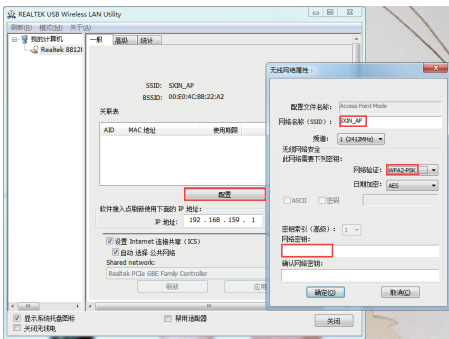 REALTEK USB Wireless LAN Utility
刷新(R) 模式(M) 关于(A)
我的计算机
Realtek 8812
一般 高级 统计
SSID: SXIN_AP
BSSID: 00:E0:4C:88:22:A2
关联表
AID MAC 地址 使用期限
配置
软件接入点刷新使用下面的 IP 地址:
IP 地址: 192 . 168 . 159 . 1
设置 Internet 连接共享 (ICS)
自动 选择 公共网络
Shared network:
Realtek PCIe GBE Family Controller
刷新 应用
显示系统托盘图标
关闭无线电
禁用适配器
关闭
无线网络属性:
配置文件名称: Access Point Mode
网络名称 (SSID): SXIN_AP
频道: 1 (2412MHz)
无线网络安全
此网络需要下列密钥:
网络验证: WPA2-PSK
日期加密: AES
ASCII 密码
密钥索引 (高级): 1
网络密钥:
确认网络密钥:
确定(O) 取消(C)